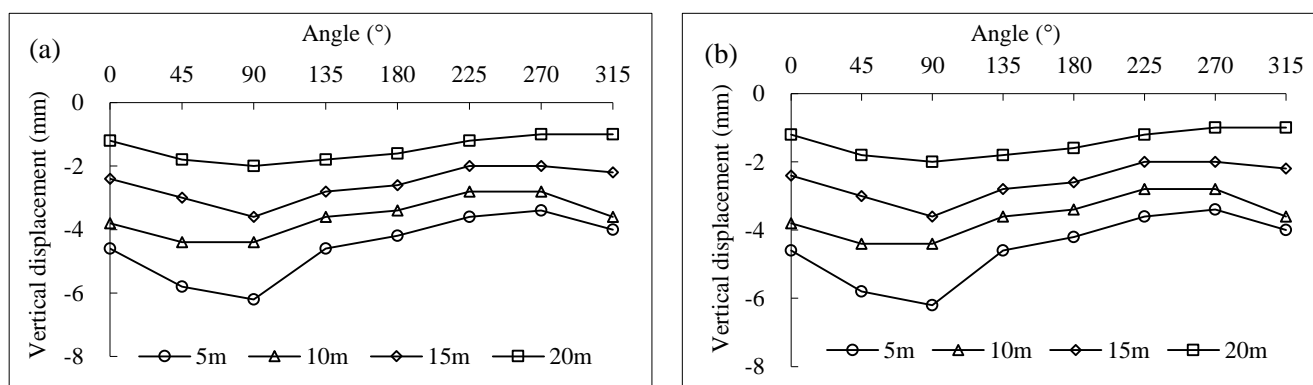 (a)
Angle (°)
0 45 90 135 180 225 270 315
Vertical displacement (mm)
0
-2
-4
-6
-8
5m 10m 15m 20m
(b)
Angle (°)
0 45 90 135 180 225 270 315
Vertical displacement (mm)
0
-2
-4
-6
-8
5m 10m 15m 20m